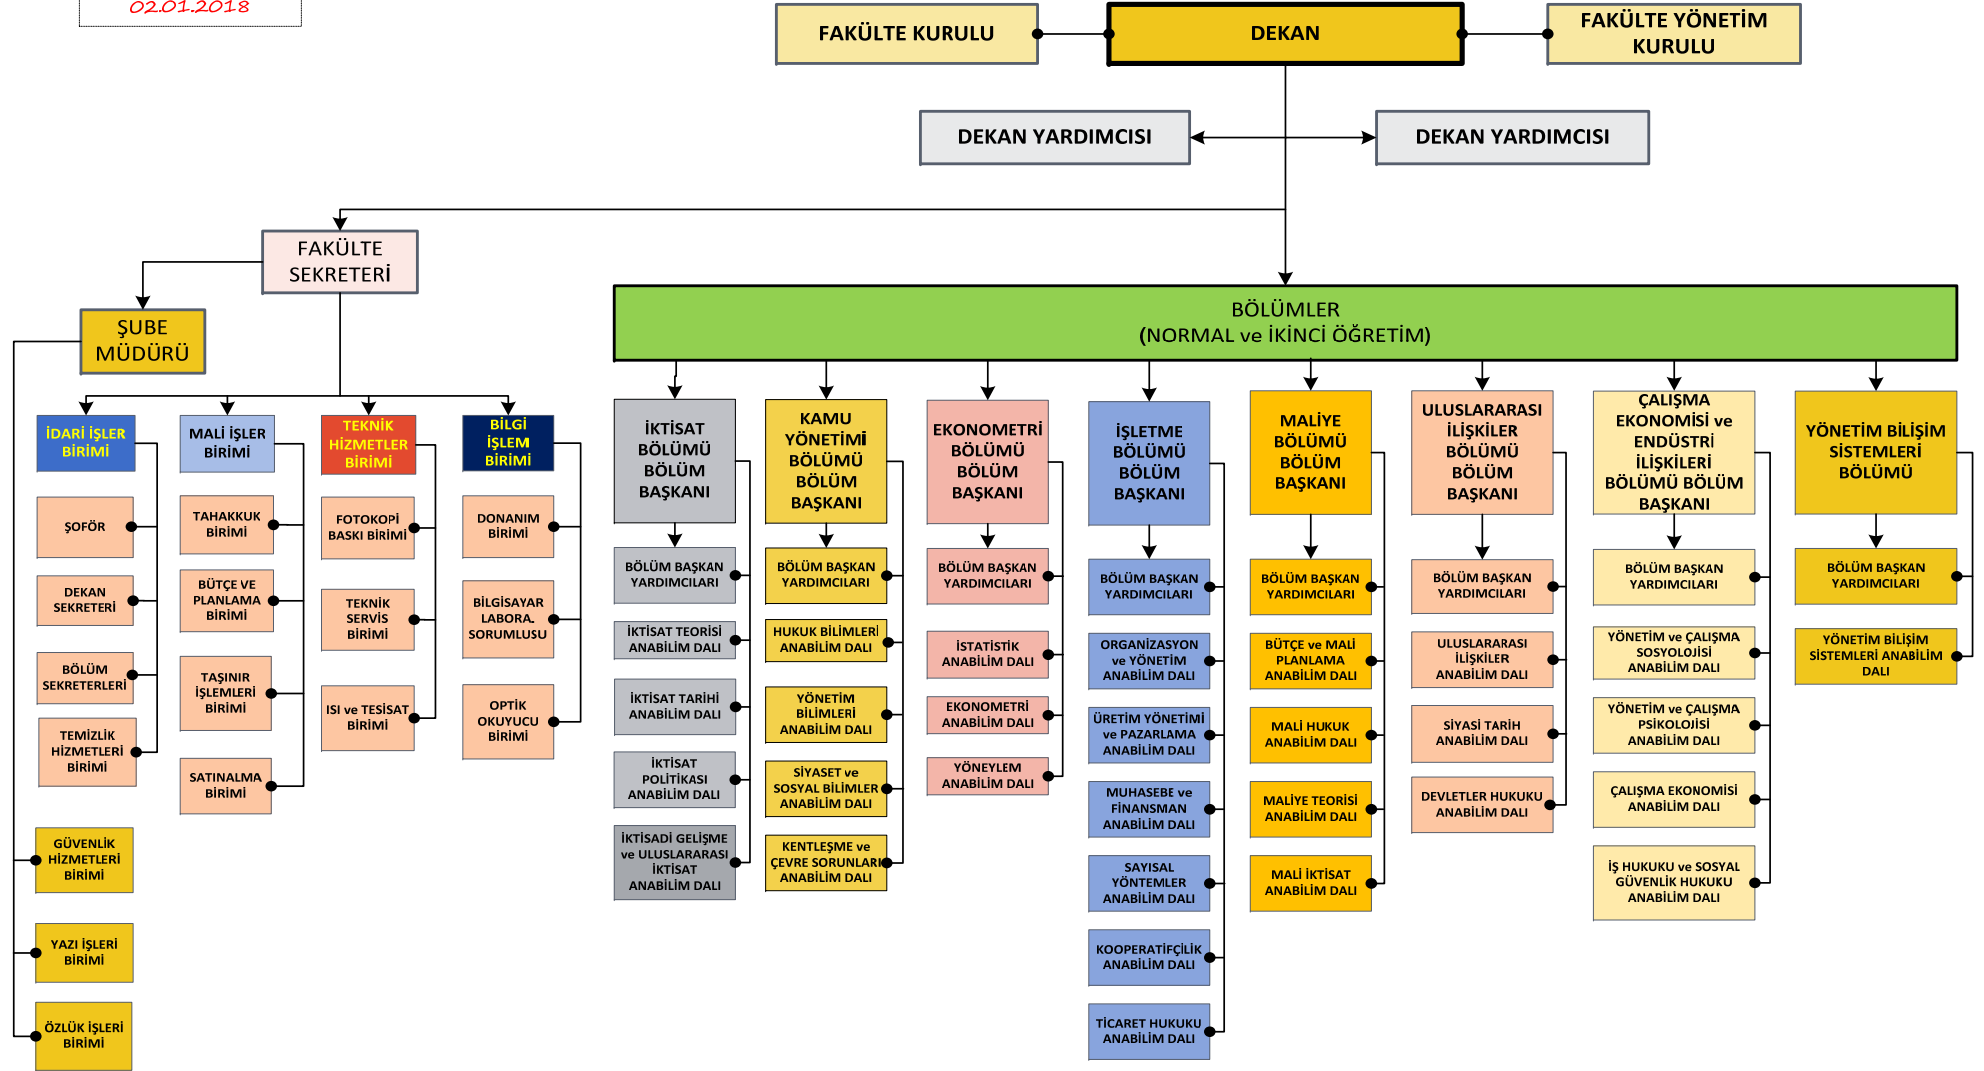 02.01.2018
FAKÜLTE KURULU
DEKAN
FAKÜLTE YÖNETİM
KURULU
DEKAN YARDIMCISI
DEKAN YARDIMCISI
FAKÜLTE
SEKRETERİ
ŞUBE
MÜDÜRÜ
BÖLÜMLER
(NORMAL ve İKİNCİ ÖĞRETİM)
İDARİ İŞLER
BİRİMİ
ŞOFÖR
DEKAN
SEKRETERİ
BÖLÜM
SEKRETERLERİ
TEMİZLİK
HİZMETLERİ
BİRİMİ
GÜVENLİK
HİZMETLERİ
BİRİMİ
YAZI İŞLERİ
BİRİMİ
ÖZLÜK İŞLERİ
BİRİMİ
MALİ İŞLER
BİRİMİ
TAHAKKUK
BİRİMİ
BÜTÇE VE
PLANLAMA
BİRİMİ
TAŞINIR
İŞLEMLERİ
BİRİMİ
SATINALMA
BİRİMİ
TEKNİK
HİZMETLER
BİRİMİ
FOTOKOPİ
BASKI BİRİMİ
TEKNİK
SERVİS
BİRİMİ
ISI ve TESİSAT
BİRİMİ
BİLGİ
İŞLEM
BİRİMİ
DONANIM
BİRİMİ
BİLGİSAYAR
LABORA.
SORUMLUSU
OPTİK
OKUYUCU
BİRİMİ
İKTİSAT
BÖLÜMÜ
BÖLÜM
BAŞKANI
BÖLÜM BAŞKAN
YARDIMCILARI
İKTİSAT TEORİSİ
ANABİLİM DALI
İKTİSAT TARİHİ
ANABİLİM DALI
İKTİSAT
POLİTİKASI
ANABİLİM DALI
İKTİSADİ GELİŞME
ve ULUSLARARASI
İKTİSAT
ANABİLİM DALI
KAMU
YÖNETİMİ
BÖLÜMÜ
BÖLÜM
BAŞKANI
BÖLÜM BAŞKAN
YARDIMCILARI
HUKUK BİLİMLERİ
ANABİLİM DALI
YÖNETİM
BİLİMLERİ
ANABİLİM DALI
SİYASET ve
SOSYAL BİLİMLER
ANABİLİM DALI
KENTLEŞME ve
ÇEVRE SORUNLARI
ANABİLİM DALI
EKONOMETRİ
BÖLÜMÜ
BÖLÜM
BAŞKANI
BÖLÜM BAŞKAN
YARDIMCILARI
İSTATİSTİK
ANABİLİM DALI
EKONOMETRİ
ANABİLİM DALI
YÖNEYLEM
ANABİLİM DALI
İŞLETME
BÖLÜMÜ
BÖLÜM
BAŞKANI
BÖLÜM BAŞKAN
YARDIMCILARI
ORGANİZASYON
ve YÖNETİM
ANABİLİM DALI
ÜRETİM YÖNETİMİ
ve PAZARLAMA
ANABİLİM DALI
MUHASEBE ve
FİNANSMAN
ANABİLİM DALI
SAYISAL
YÖNTEMLER
ANABİLİM DALI
KOOPERATİFÇİLİK
ANABİLİM DALI
TİCARET HUKUKU
ANABİLİM DALI
MALİYE
BÖLÜMÜ
BÖLÜM
BAŞKANI
BÖLÜM BAŞKAN
YARDIMCILARI
BÜTÇE ve MALİ
PLANLAMA
ANABİLİM DALI
MALİ HUKUK
ANABİLİM DALI
MALİYE TEORİSİ
ANABİLİM DALI
MALİ İKTİSAT
ANABİLİM DALI
ULUSLARARASI
İLİŞKİLER
BÖLÜMÜ
BÖLÜM
BAŞKANI
BÖLÜM BAŞKAN
YARDIMCILARI
ULUSLARARASI
İLİŞKİLER
ANABİLİM DALI
SİYASİ TARİH
ANABİLİM DALI
DEVLETLER HUKUKU
ANABİLİM DALI
ÇALIŞMA
EKONOMİSİ ve
ENDÜSTRİ
İLİŞKİLERİ
BÖLÜMÜ BÖLÜM
BAŞKANI
BÖLÜM BAŞKAN
YARDIMCILARI
YÖNETİM ve ÇALIŞMA
SOSYOLOJİSİ
ANABİLİM DALI
YÖNETİM ve ÇALIŞMA
PSİKOLOJİSİ
ANABİLİM DALI
ÇALIŞMA EKONOMİSİ
ANABİLİM DALI
İŞ HUKUKU ve SOSYAL
GÜVENLİK HUKUKU
ANABİLİM DALI
YÖNETİM BİLİŞİM
SİSTEMLERİ
BÖLÜMÜ
BÖLÜM BAŞKAN
YARDIMCILARI
YÖNETİM BİLİŞİM
SİSTEMLERİ ANABİLİM
DALI